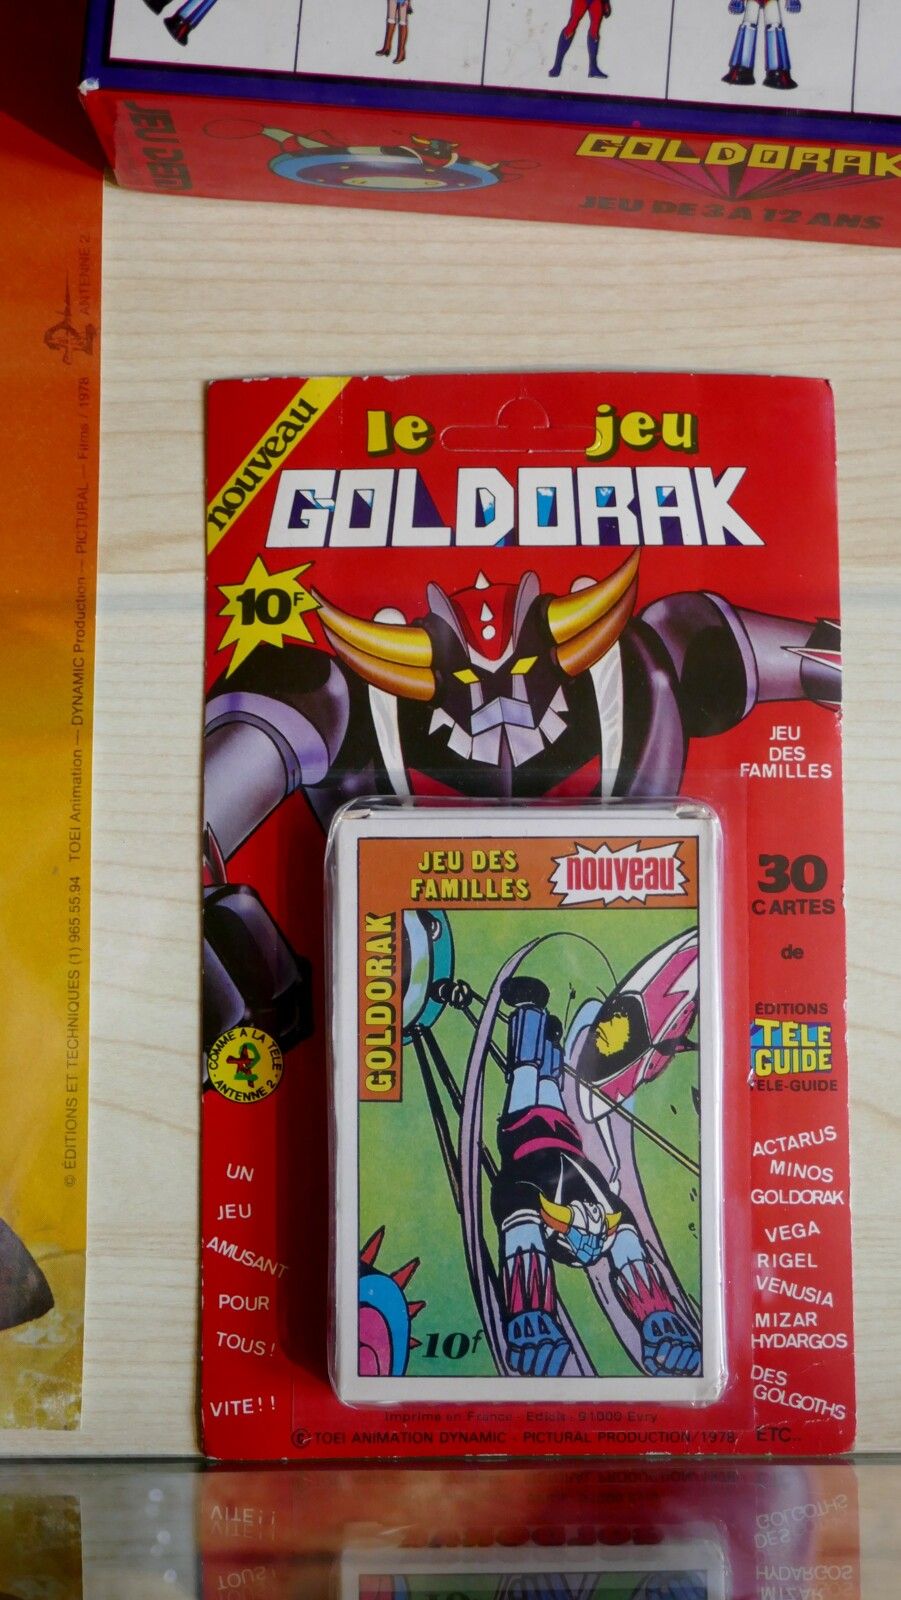 JEU DE
GOLDORAK
JEU DE 3 A 12 ANS
© ÉDITIONS ET TECHNIQUES (1) 965.55.94 TOEI Animation — DYNAMIC Production — PICTURAL — Films / 1978
ANTENNE 2
nouveau
le jeu
GOLDORAK
10F
JEU
DES
FAMILLES
30
CARTES
de
ÉDITIONS
TÉLÉ
GUIDE
TELE-GUIDE
ACTARUS
MINOS
GOLDORAK
VEGA
RIGEL
VENUSIA
MIZAR
HYDARGOS
DES
GOLGOTHS
ETC..
COMME A LA TÉLÉ
ANTENNE 2
UN
JEU
AMUSANT
POUR
TOUS !
VITE ! !
JEU DES
FAMILLES
nouveau
GOLDORAK
10f
Imprimé en France - Edicis - 91000 Evry
© TOEI ANIMATION DYNAMIC - PICTURAL PRODUCTION/1978